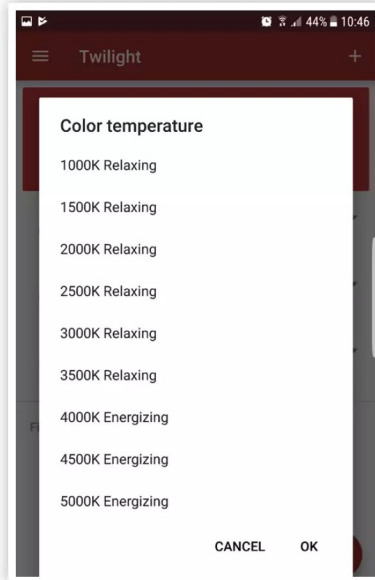 44% 10:46
Twilight
Color temperature
1000K Relaxing
1500K Relaxing
2000K Relaxing
2500K Relaxing
3000K Relaxing
3500K Relaxing
4000K Energizing
4500K Energizing
5000K Energizing
CANCEL OK